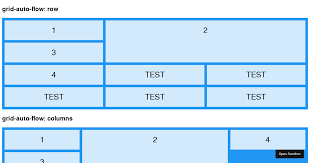 grid-auto-flow: row
1
2
3
4
TEST
TEST
TEST
TEST
TEST
grid-auto-flow: columns
1
2
4
3
Open Sandbox